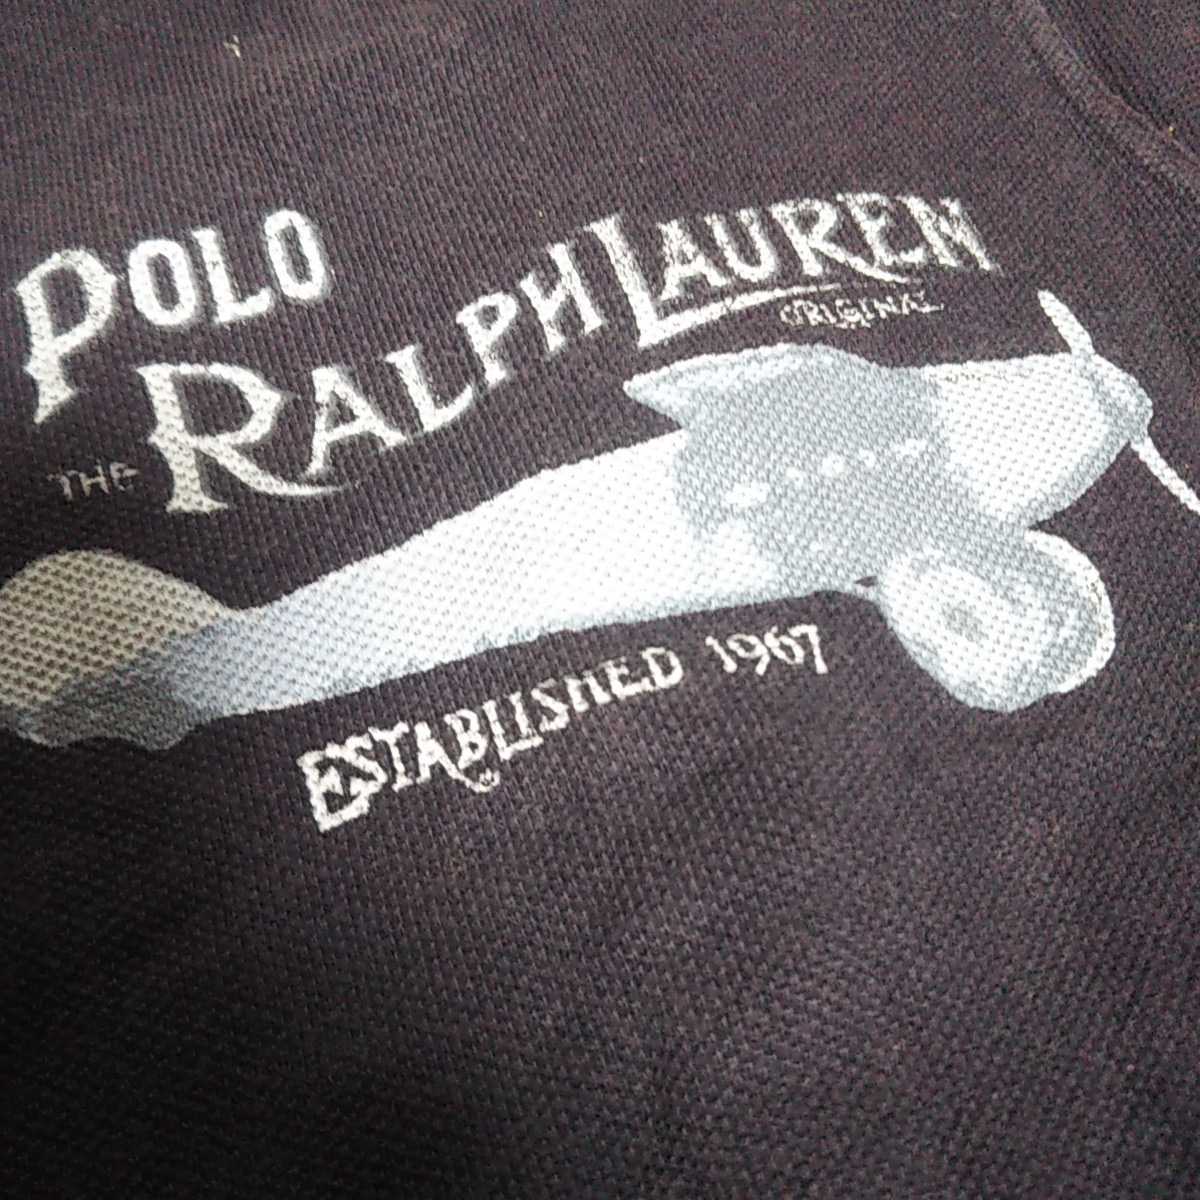 POLO
THE RALPH LAUREN
ORIGINAL
ESTABLISHED 1967